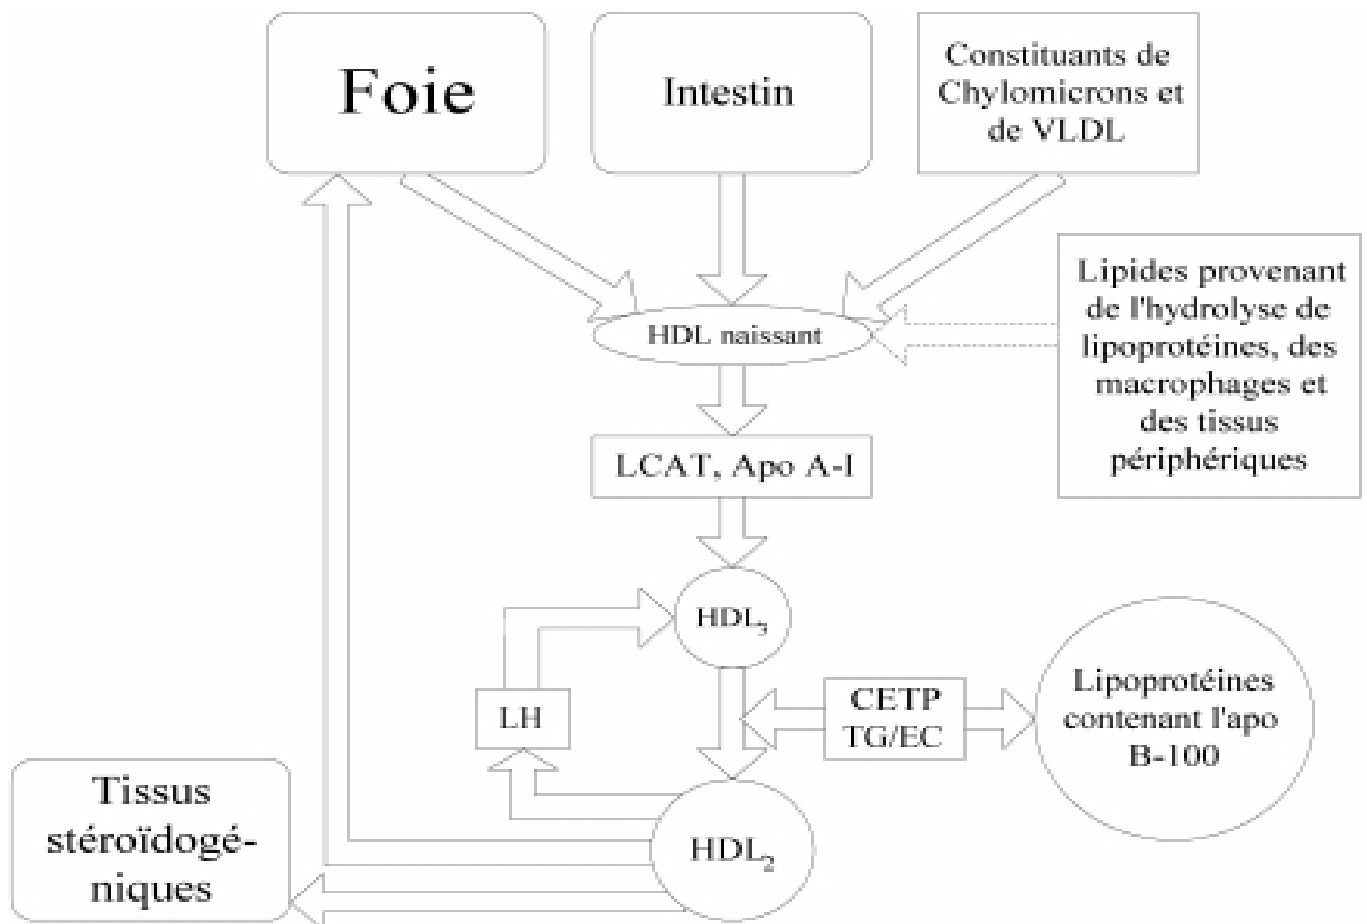 Foie
Intestin
Constituants de
Chylomicrons et
de VLDL
Lipides provenant
de l'hydrolyse de
lipoprotéines, des
macrophages et
des tissus
périphériques
HDL naissant
LCAT, Apo A-I
HDL3
LH
CETP
TG/EC
Lipoprotéines
contenant l'apo
B-100
HDL2
Tissus
stéroïdogé-
niques